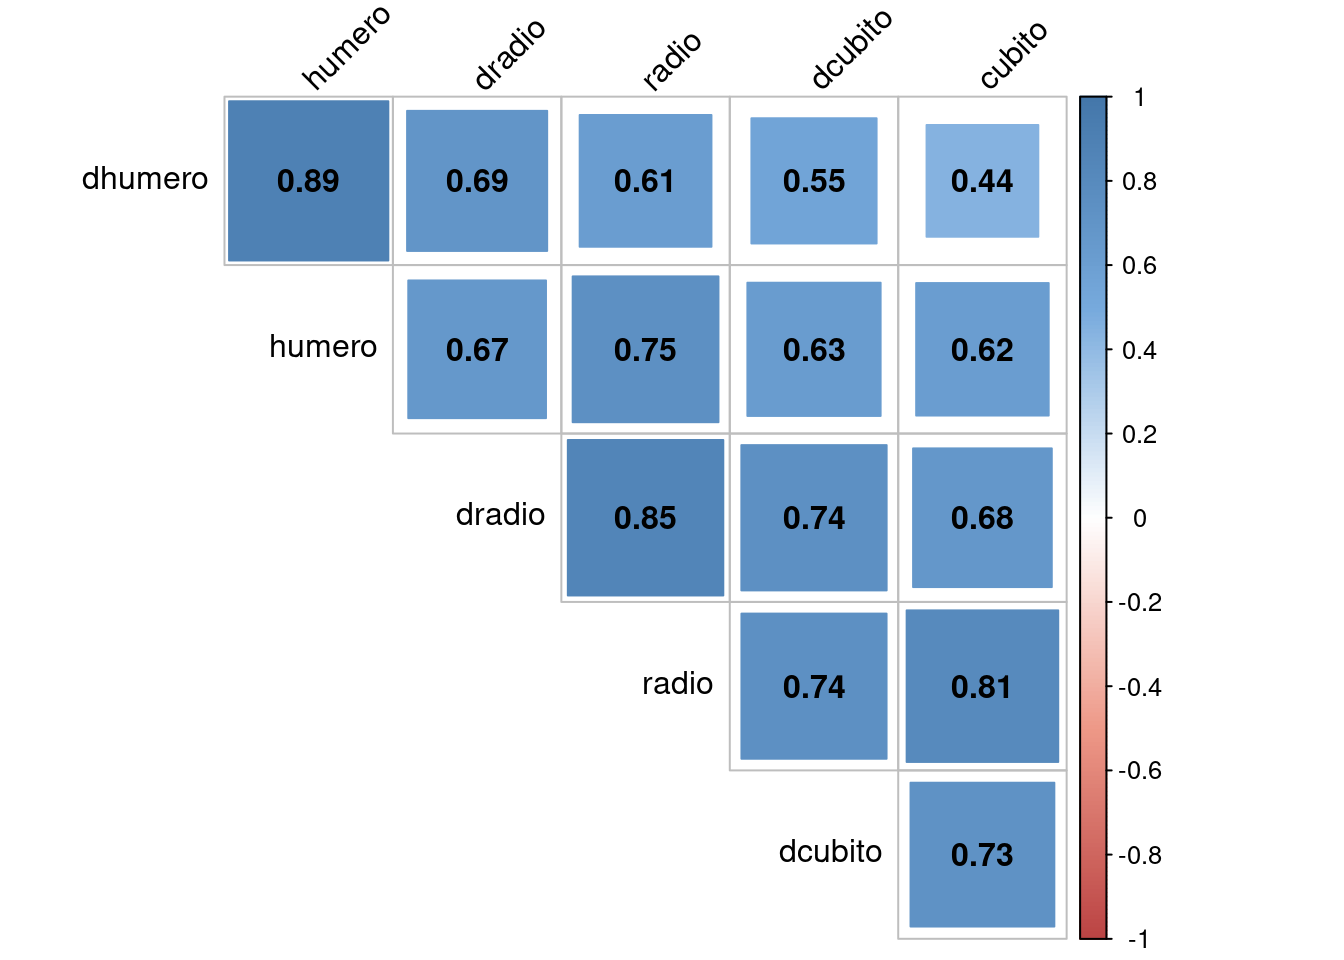 humero dradio radio dcubito cubito
dhumero 0.89 0.69 0.61 0.55 0.44
humero 0.67 0.75 0.63 0.62
dradio 0.85 0.74 0.68
radio 0.74 0.81
dcubito 0.73
1
0.8
0.6
0.4
0.2
0
-0.2
-0.4
-0.6
-0.8
-1